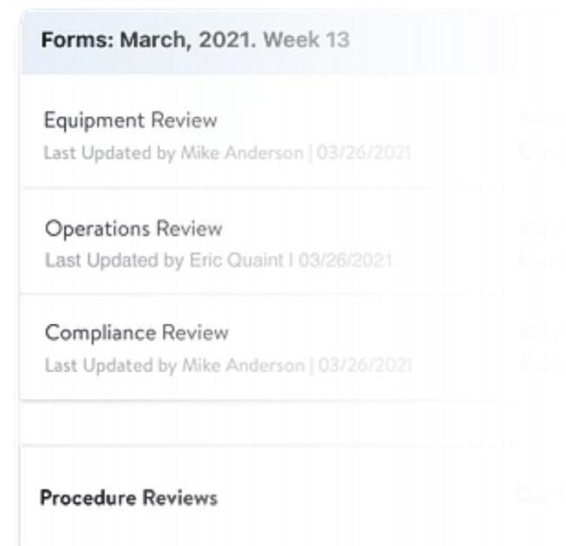 Forms: March, 2021. Week 13
Equipment Review
Last Updated by Mike Anderson | 03/26/2021
Operations Review
Last Updated by Eric Quaint | 03/26/2021
Compliance Review
Last Updated by Mike Anderson | 03/26/2021
Procedure Reviews